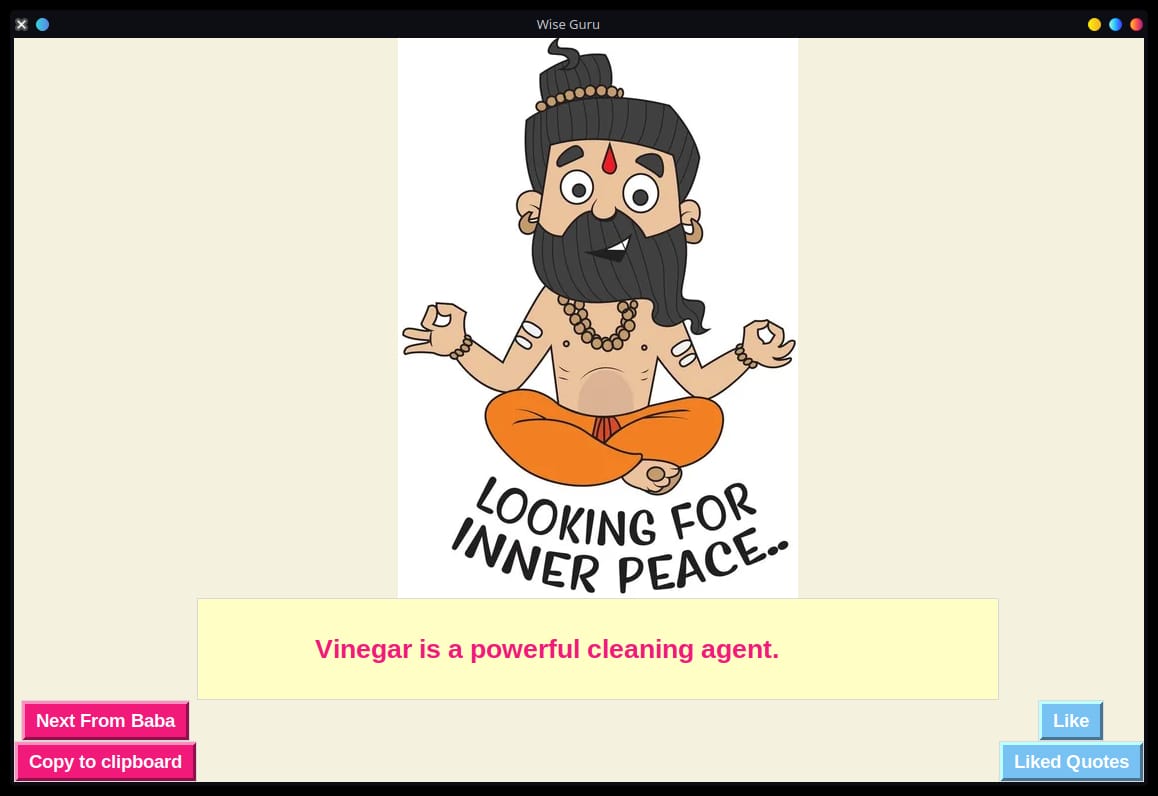 Wise Guru
LOOKING FOR
INNER PEACE..
Vinegar is a powerful cleaning agent.
Next From Baba
Like
Copy to clipboard
Liked Quotes